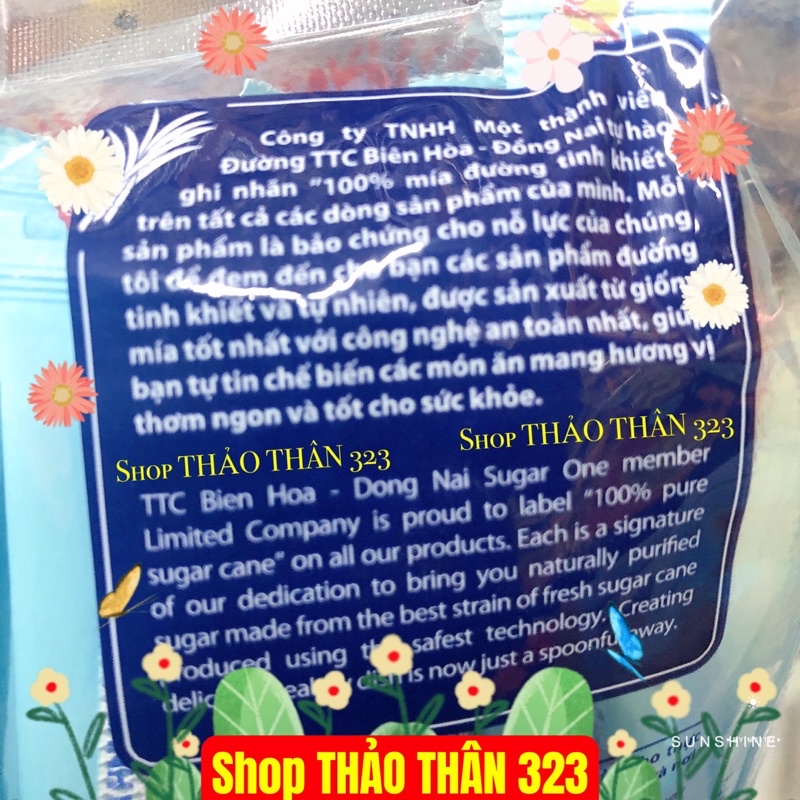 Công ty TNHH Một thành viên
Đường TTC Biên Hòa - Đồng Nai tự hào
ghi nhãn "100% mía đường tinh khiết"
trên tất cả các dòng sản phẩm của mình. Mỗi
sản phẩm là bảo chứng cho nỗ lực của chúng
tôi để đem đến cho bạn các sản phẩm đường
tinh khiết và tự nhiên, được sản xuất từ giống
mía tốt nhất với công nghệ an toàn nhất, giúp
bạn tự tin chế biến các món ăn mang hương vị
thơm ngon và tốt cho sức khỏe.
Shop THẢO THÂN 323
Shop THẢO THÂN 323
TTC Bien Hoa - Dong Nai Sugar One member
Limited Company is proud to label "100% pure
sugar cane" on all our products. Each is a signature
of our dedication to bring you naturally purified
sugar made from the best strain of fresh sugar cane
produced using the safest technology. Creating
dish is now just a spoonful away.
SUNSHINE
Shop THẢO THÂN 323